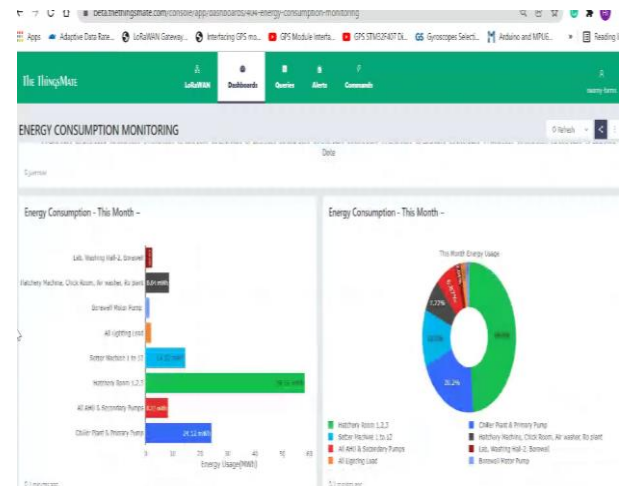 beta.thethingsmate.com/console/app/dashboards/404-energy-consumption-monitoring
Apps
Adaptive Data Rate...
LoRaWAN Gateway...
Interfacing GPS mo...
GPS Module Interfa...
GPS STM32F407 Di...
Gyroscopes Selecti...
Arduino and MPU6...
Reading l
THE THINGSMATE
LoRaWAN
Dashboards
Queries
Alerts
Commands
ENERGY CONSUMPTION MONITORING
Refresh
Date
Energy Consumption - This Month –
Lab, Washing Hall-2, Borewell
Hatchery Machine, Chick Room, Air washer, Ro plant
Borewell Motor Pump
All Lighting Load
Setter Machine 1 to 12
Hatchery Room 1,2,3
All AHU & Secondary Pumps
Chiller Plant & Primary Pump
0 10 20 30 40 50 60
Energy Usage(MWh)
Energy Consumption - This Month –
This Month Energy Usage
7.22%
20.2%
Hatchery Room 1,2,3
Chiller Plant & Primary Pump
Setter Machine 1 to 12
Hatchery Machine, Chick Room, Air washer, Ro plant
All AHU & Secondary Pumps
Lab, Washing Hall-2, Borewell
All Lighting Load
Borewell Motor Pump